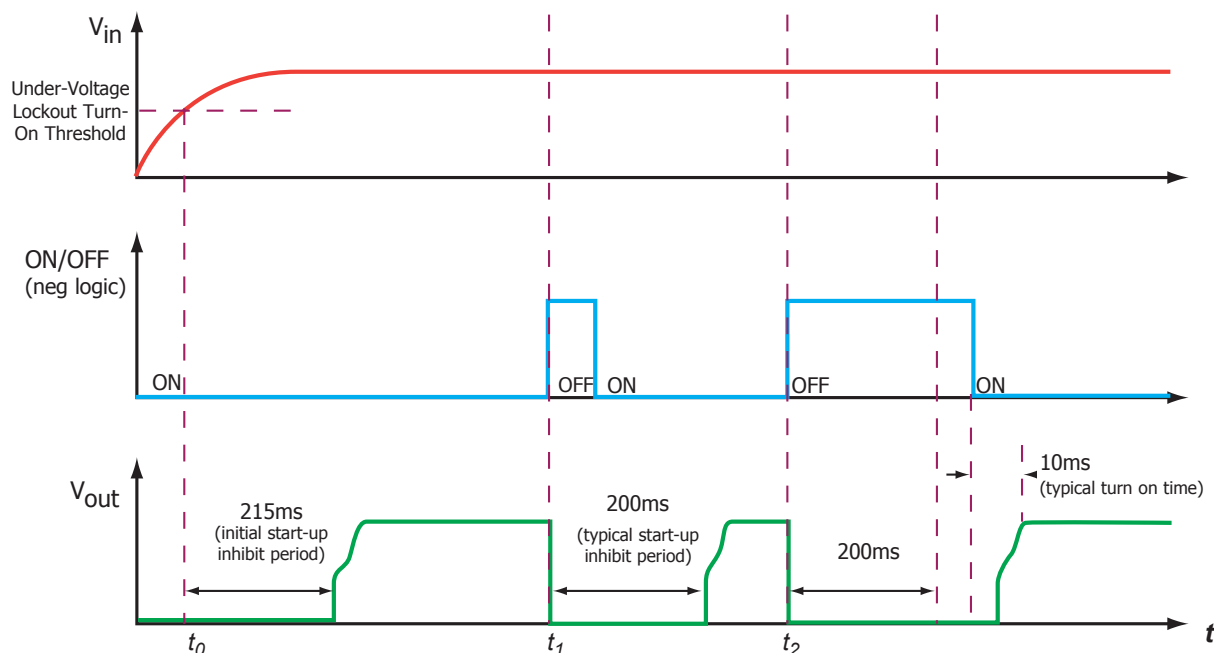 Vin
Under-Voltage
Lockout Turn-
On Threshold
ON/OFF
(neg logic)
ON
OFF
ON
OFF
ON
Vout
215ms
(initial start-up
inhibit period)
200ms
(typical start-up
inhibit period)
200ms
10ms
(typical turn on time)
t0
t1
t2
t